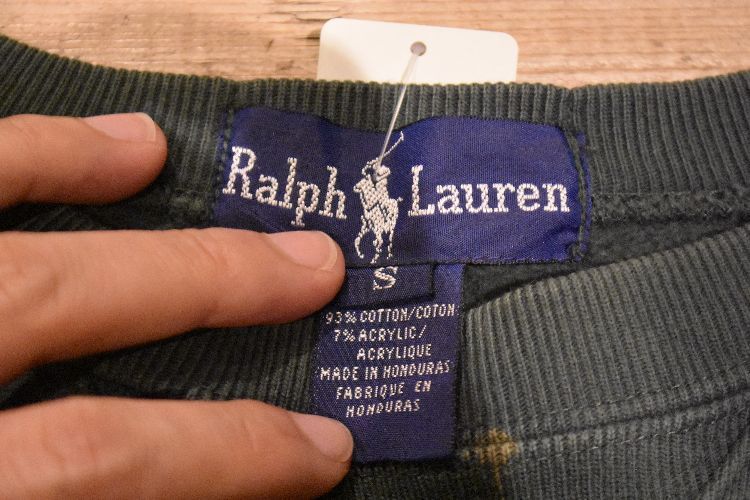 Ralph Lauren
S
93% COTTON/COTON
7% ACRYLIC/
ACRYLIQUE
MADE IN HONDURAS
FABRIQUE EN
HONDURAS